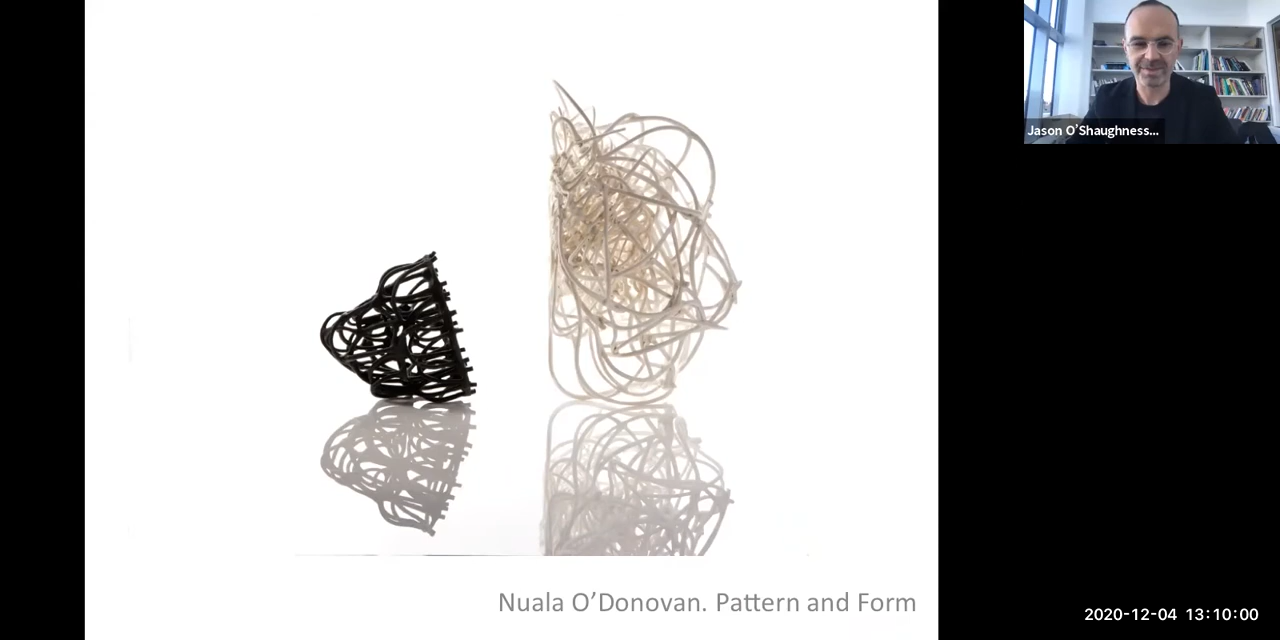 Jason O'Shaughness...
Nuala O’Donovan. Pattern and Form
2020-12-04 13:10:00